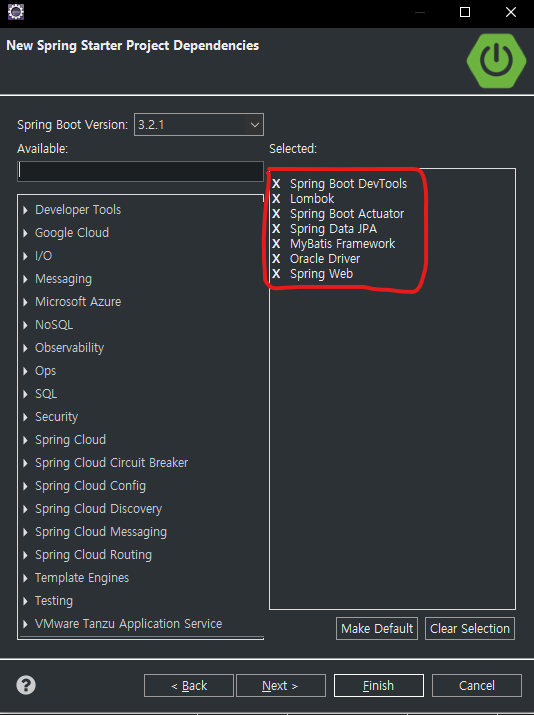 New Spring Starter Project Dependencies
Spring Boot Version: 3.2.1
Available:
Selected:
Developer Tools
Google Cloud
I/O
Messaging
Microsoft Azure
NoSQL
Observability
Ops
SQL
Security
Spring Cloud
Spring Cloud Circuit Breaker
Spring Cloud Config
Spring Cloud Discovery
Spring Cloud Messaging
Spring Cloud Routing
Template Engines
Testing
VMware Tanzu Application Service
X Spring Boot DevTools
X Lombok
X Spring Boot Actuator
X Spring Data JPA
X MyBatis Framework
X Oracle Driver
X Spring Web
Make Default
Clear Selection
?
< Back
Next >
Finish
Cancel